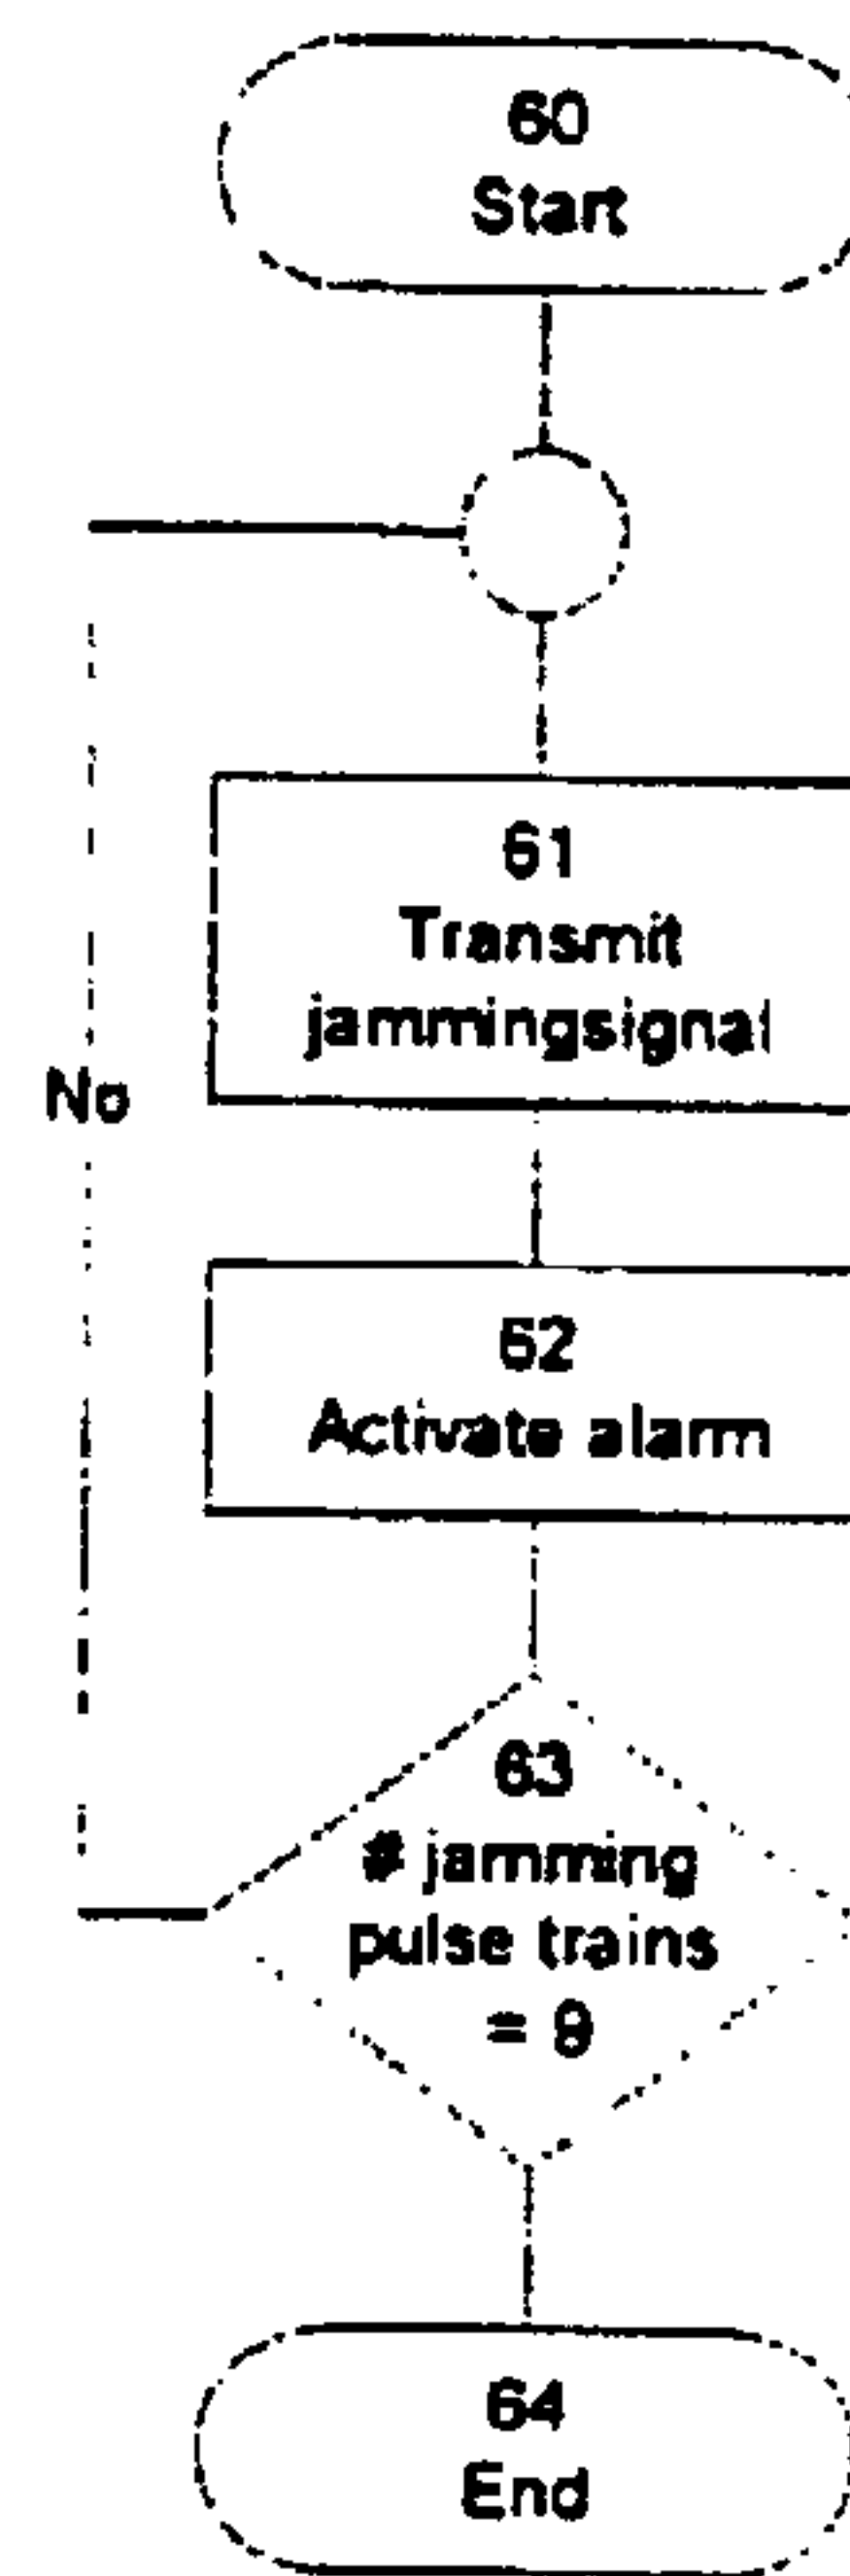 60
Start
61
Transmit
jammingsignal
No
62
Activate alarm
63
# jamming
pulse trains
= 9
64
End